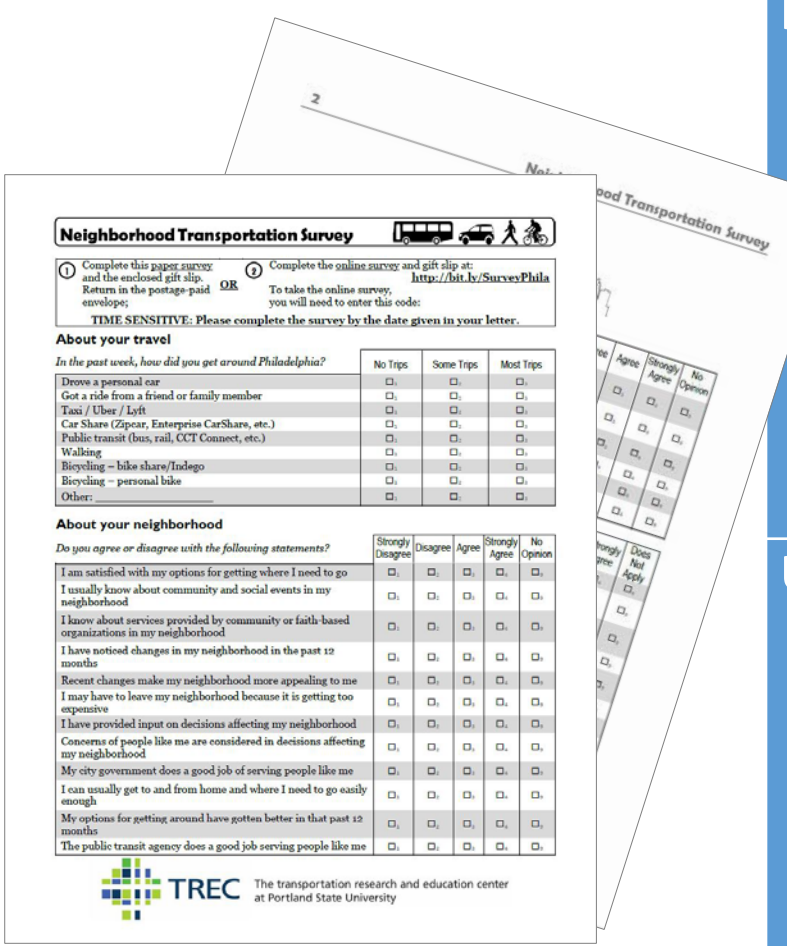 2
Neighborhood Transportation Survey
Neighborhood Transportation Survey
① Complete this paper survey
and the enclosed gift slip.
Return in the postage-paid
envelope;
OR
② Complete the online survey and gift slip at:
http://bit.ly/SurveyPhila
To take the online survey,
you will need to enter this code:
TIME SENSITIVE: Please complete the survey by the date given in your letter.
About your travel
In the past week, how did you get around Philadelphia? No Trips Some Trips Most Trips
Drove a personal car
Got a ride from a friend or family member
Taxi / Uber / Lyft
Car Share (Zipcar, Enterprise CarShare, etc.)
Public transit (bus, rail, CCT Connect, etc.)
Walking
Bicycling – bike share/Indego
Bicycling – personal bike
Other: ____________________
About your neighborhood
Do you agree or disagree with the following statements? Strongly Disagree Disagree Agree Strongly Agree No Opinion
I am satisfied with my options for getting where I need to go
I usually know about community and social events in my
neighborhood
I know about services provided by community or faith-based
organizations in my neighborhood
I have noticed changes in my neighborhood in the past 12
months
Recent changes make my neighborhood more appealing to me
I may have to leave my neighborhood because it is getting too
expensive
I have provided input on decisions affecting my neighborhood
Concerns of people like me are considered in decisions affecting
my neighborhood
My city government does a good job of serving people like me
I can usually get to and from home and where I need to go easily
enough
My options for getting around have gotten better in that past 12
months
The public transit agency does a good job serving people like me
TREC
The transportation research and education center
at Portland State University
Agree Strongly Agree No Opinion
Does Not Apply